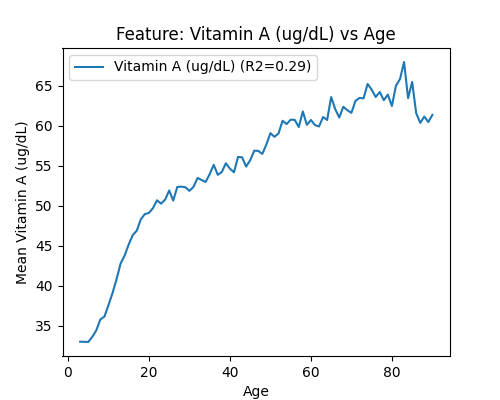 Feature: Vitamin A (ug/dL) vs Age
Vitamin A (ug/dL) (R2=0.29)
Mean Vitamin A (ug/dL)
65
60
55
50
45
40
35
0 20 40 60 80
Age